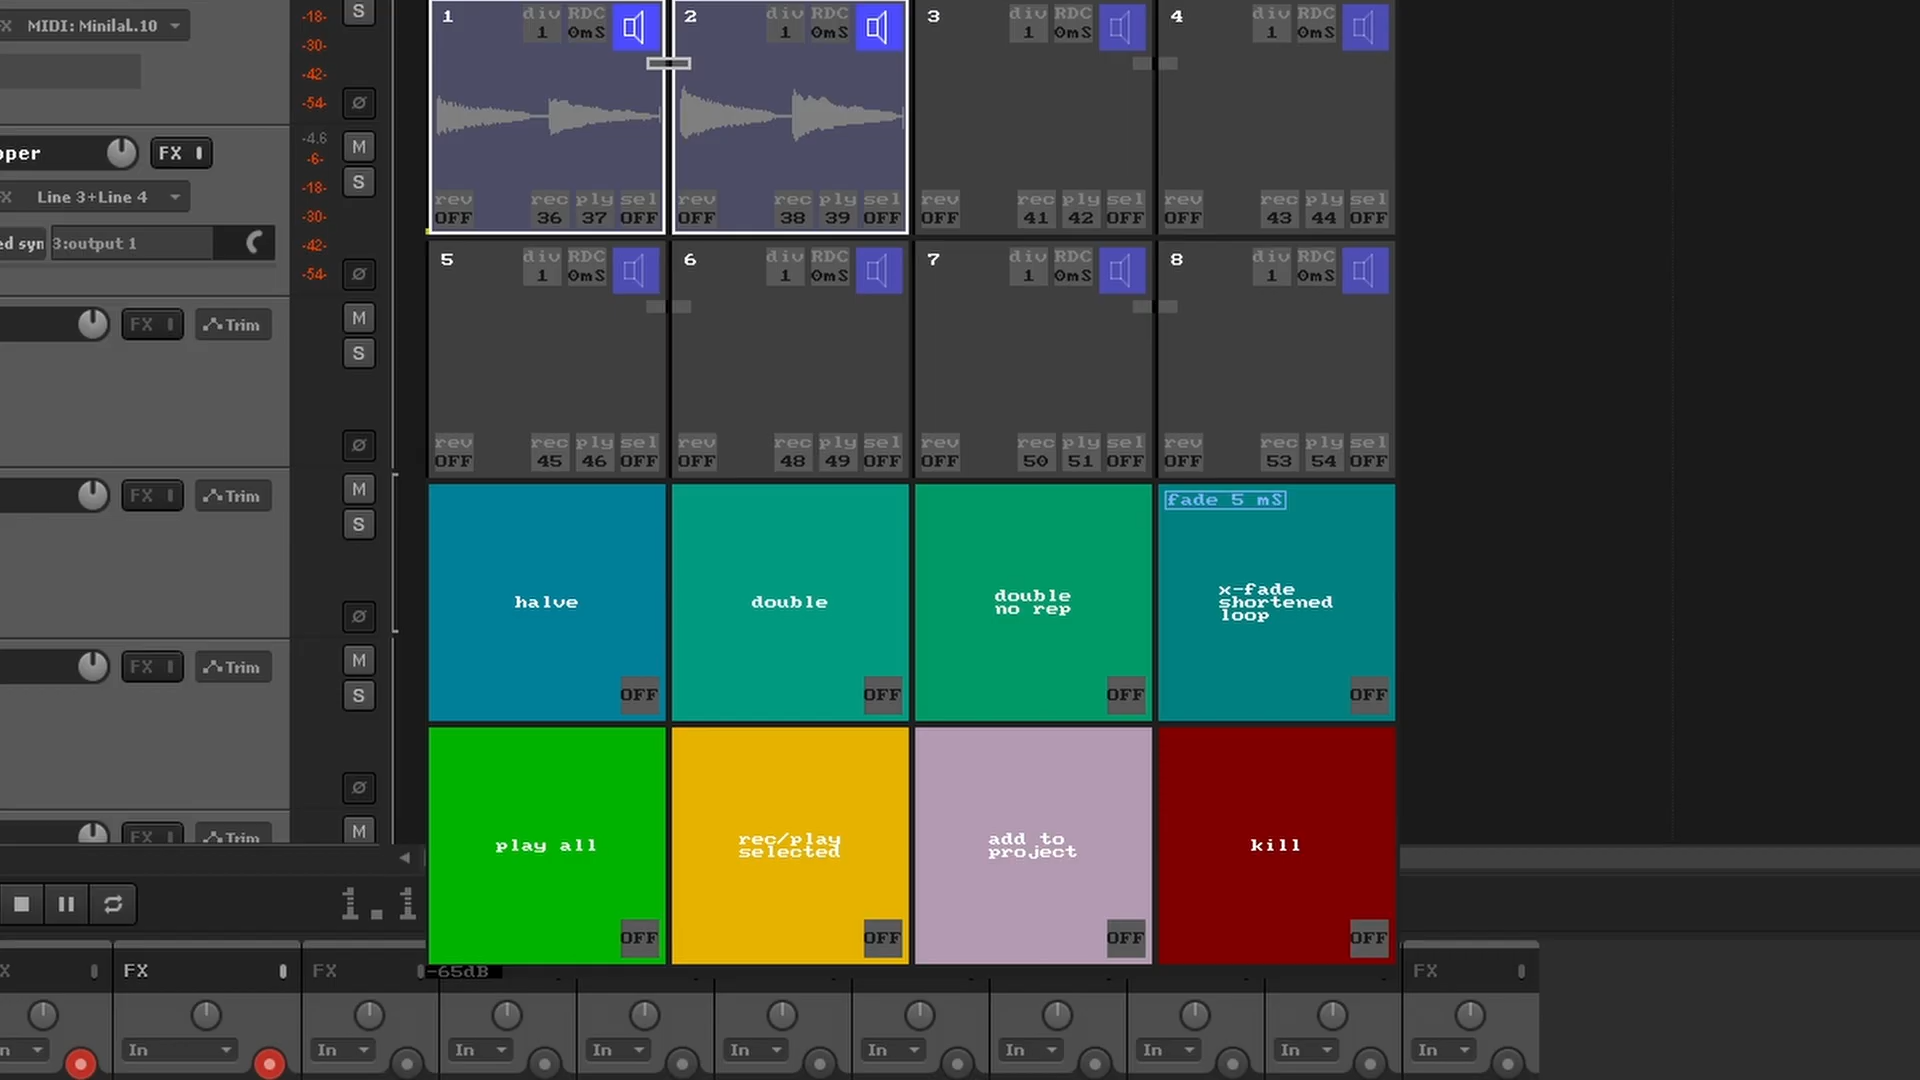 MIDI: Minilal..10
-18-
-30-
-42-
-54-
S
Ø
pper
FX
-4.6
-6-
-18-
-30-
-42-
-54-
M
S
Line 3+Line 4
ed syn
3:output 1
Ø
FX
Trim
M
S
Ø
FX
Trim
M
S
Ø
FX
Trim
M
S
Ø
FX
Trim
M
1.1
1 div RDC
1 0mS
rev rec ply sel
OFF 36 37 OFF
2 div RDC
1 0mS
rev rec ply sel
OFF 38 39 OFF
3 div RDC
1 0mS
rev rec ply sel
OFF 41 42 OFF
4 div RDC
1 0mS
rev rec ply sel
OFF 43 44 OFF
5 div RDC
1 0mS
rev rec ply sel
OFF 45 46 OFF
6 div RDC
1 0mS
rev rec ply sel
OFF 48 49 OFF
7 div RDC
1 0mS
rev rec ply sel
OFF 50 51 OFF
8 div RDC
1 0mS
rev rec ply sel
OFF 53 54 OFF
halve
OFF
double
OFF
double
no rep
OFF
fade 5 mS
x-fade
shortened
loop
OFF
play all
OFF
rec/play
selected
OFF
add to
project
OFF
kill
OFF
FX FX -65dB FX
In In In In In In In In In In